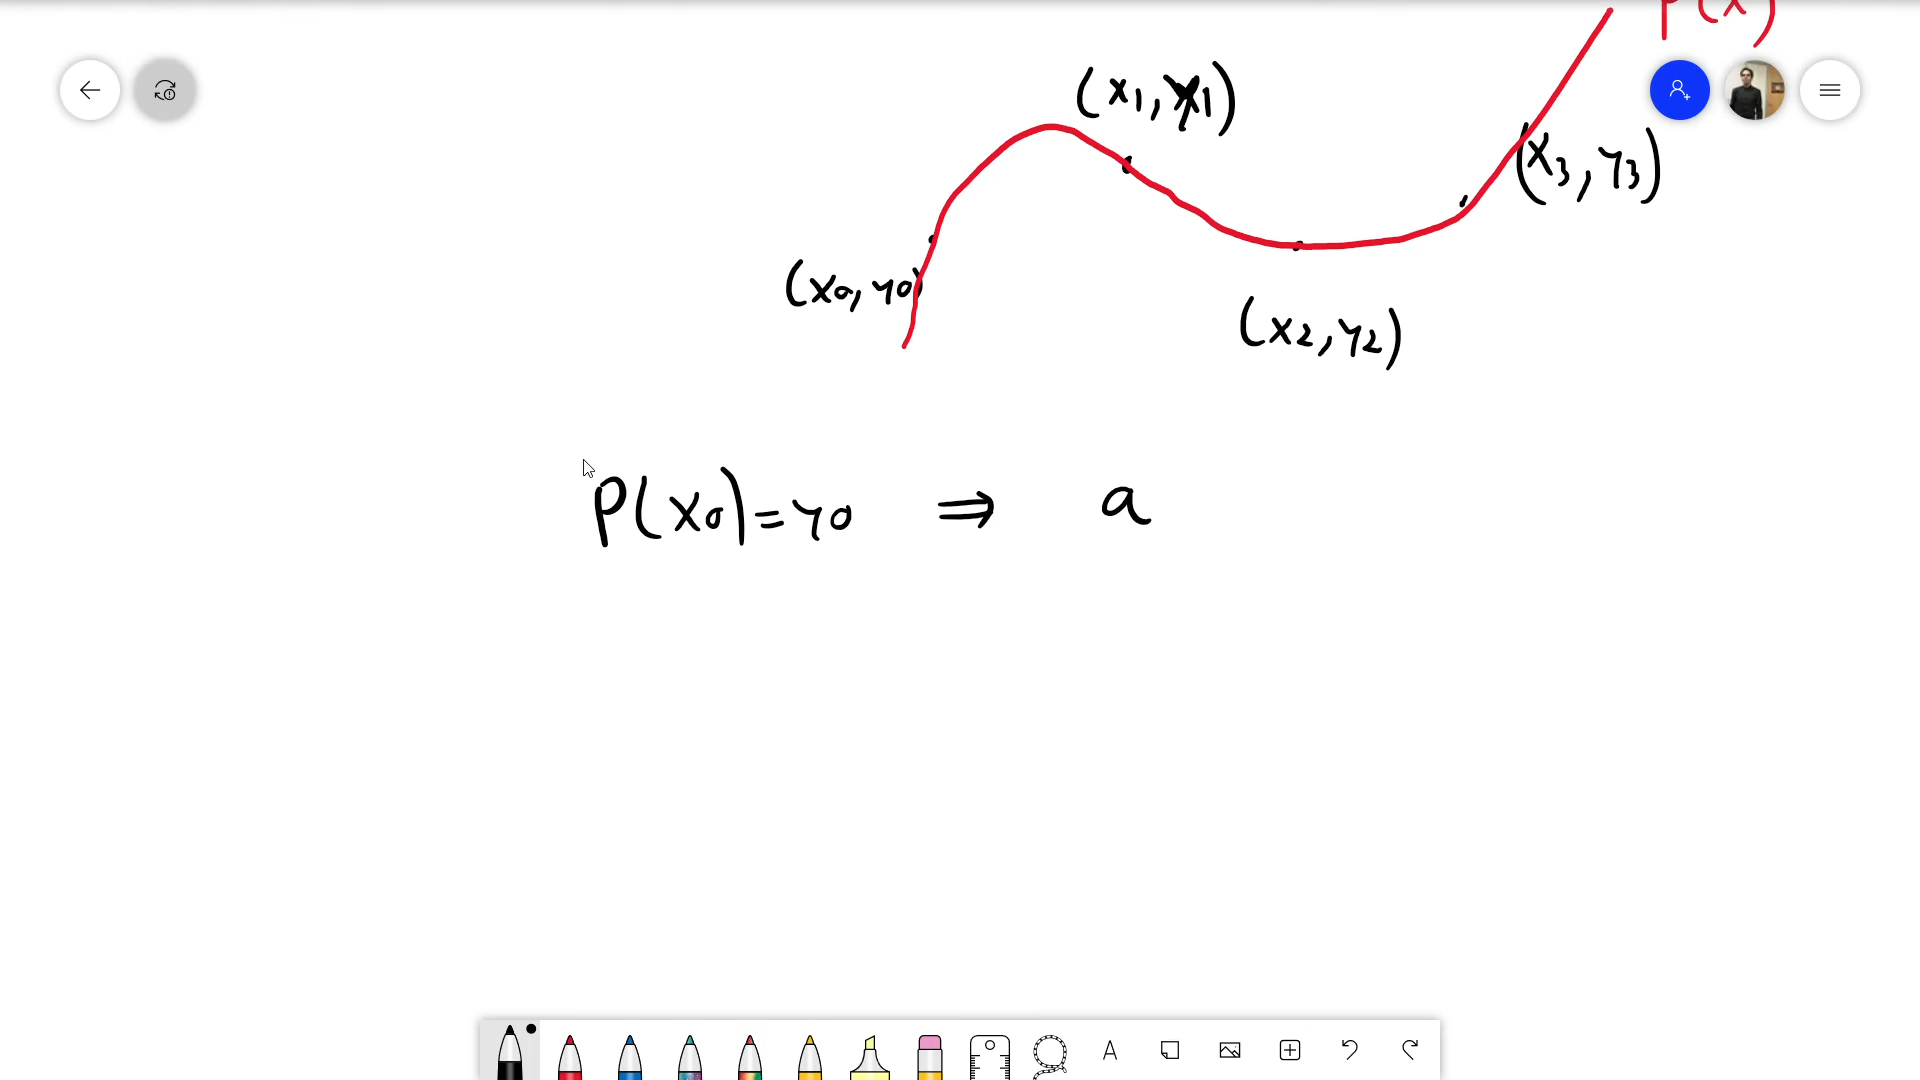 P(x)
(x1, y1)
(x3, y3)
(x0, y0)
(x2, y2)
P(x0) = y0 ⇒ a
A